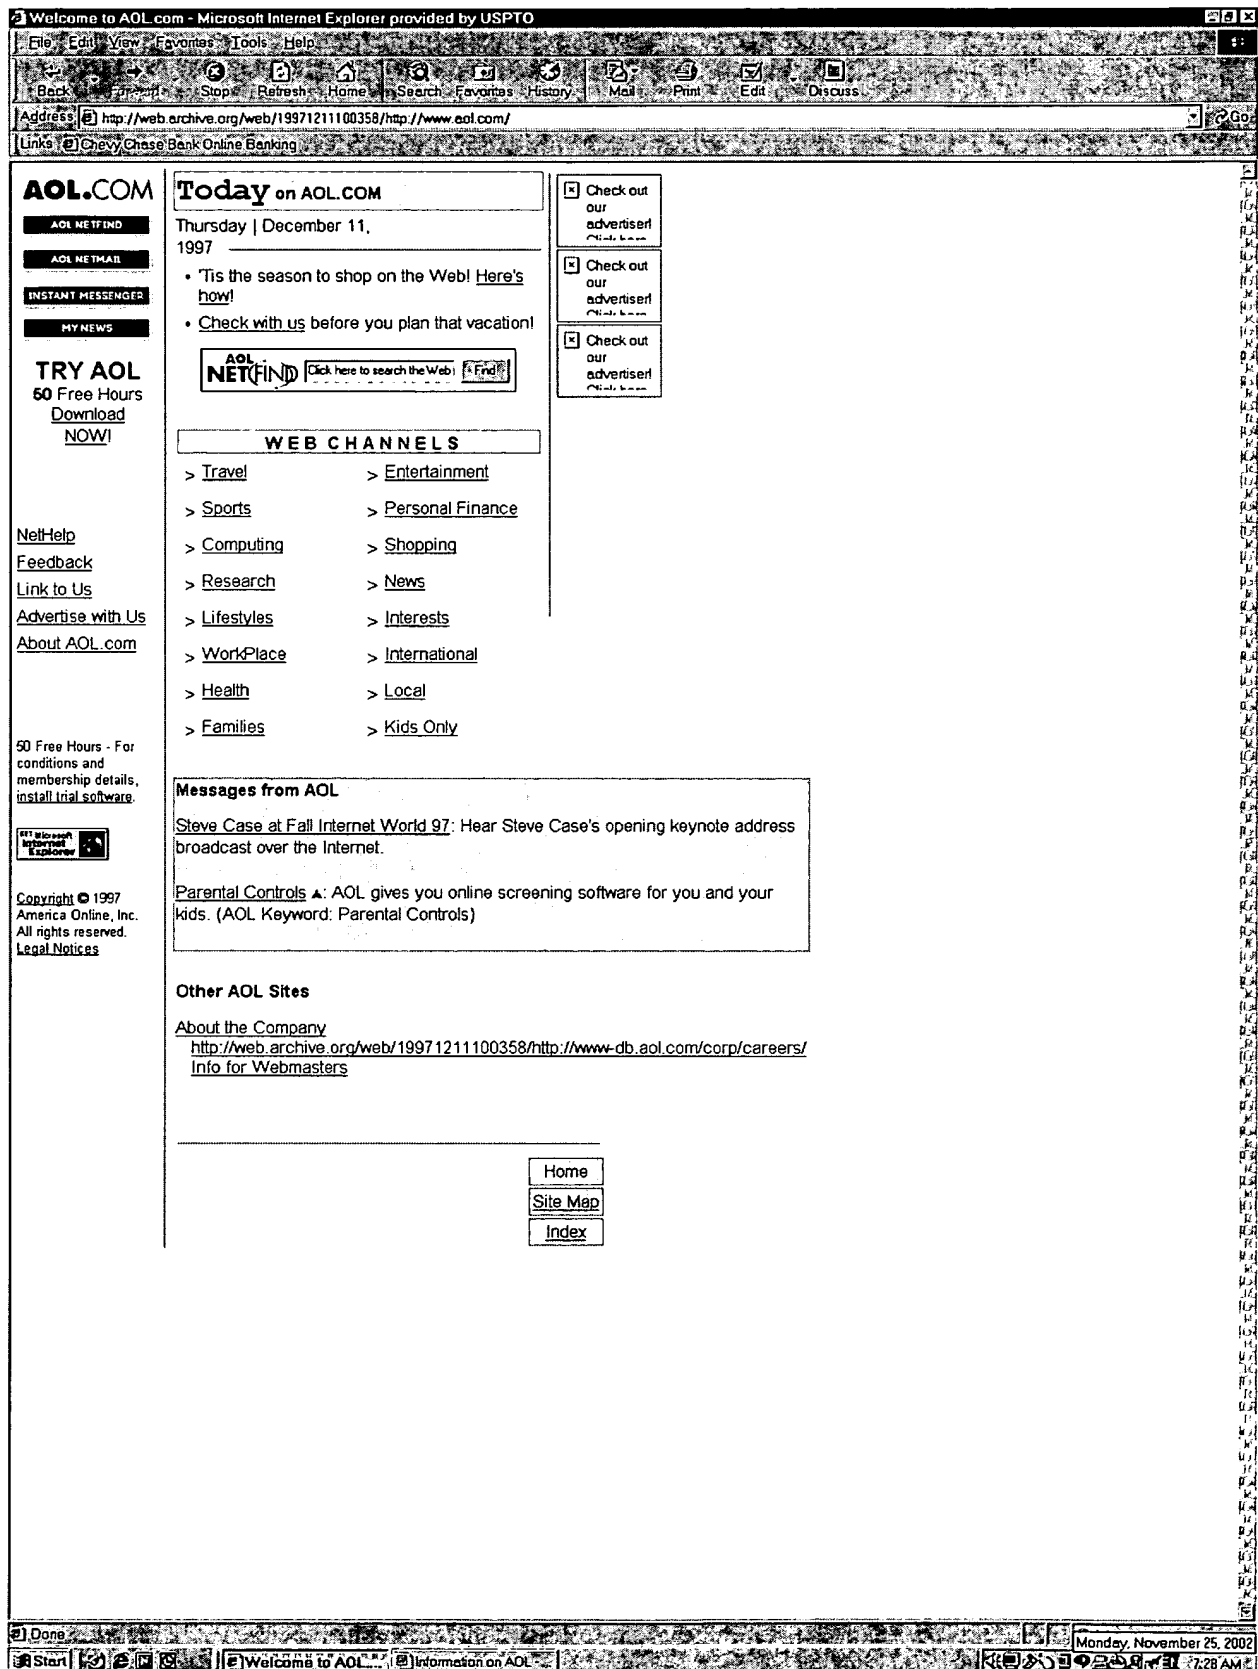 Welcome to AOL.com - Microsoft Internet Explorer provided by USPTO
File Edit View Favorites Tools Help
Back Forward Stop Refresh Home Search Favorites History Mail Print Edit Discuss
Address http://web.archive.org/web/19971211100358/http://www.aol.com/ Go
Links Chevy Chase Bank Online Banking
AOL.COM
AOL NETFIND
AOL NETMAIL
INSTANT MESSENGER
MY NEWS
TRY AOL
50 Free Hours
Download
NOW!
NetHelp
Feedback
Link to Us
Advertise with Us
About AOL.com
50 Free Hours - For
conditions and
membership details,
install trial software.
GET Microsoft
Internet
Explorer
Copyright © 1997
America Online, Inc.
All rights reserved.
Legal Notices
Today on AOL.COM
Thursday | December 11,
1997
• 'Tis the season to shop on the Web! Here's
how!
• Check with us before you plan that vacation!
AOL
NETFIND Click here to search the Web! Find
WEB CHANNELS
> Travel > Entertainment
> Sports > Personal Finance
> Computing > Shopping
> Research > News
> Lifestyles > Interests
> WorkPlace > International
> Health > Local
> Families > Kids Only
Check out
our
advertiser!
Click here
Check out
our
advertiser!
Click here
Check out
our
advertiser!
Click here
Messages from AOL
Steve Case at Fall Internet World 97: Hear Steve Case's opening keynote address
broadcast over the Internet.
Parental Controls ▲: AOL gives you online screening software for you and your
kids. (AOL Keyword: Parental Controls)
Other AOL Sites
About the Company
http://web.archive.org/web/19971211100358/http://www-db.aol.com/corp/careers/
Info for Webmasters
Home
Site Map
Index
Done
Monday, November 25, 2002
Start Welcome to AOL.... Information on AOL... 7:28 AM